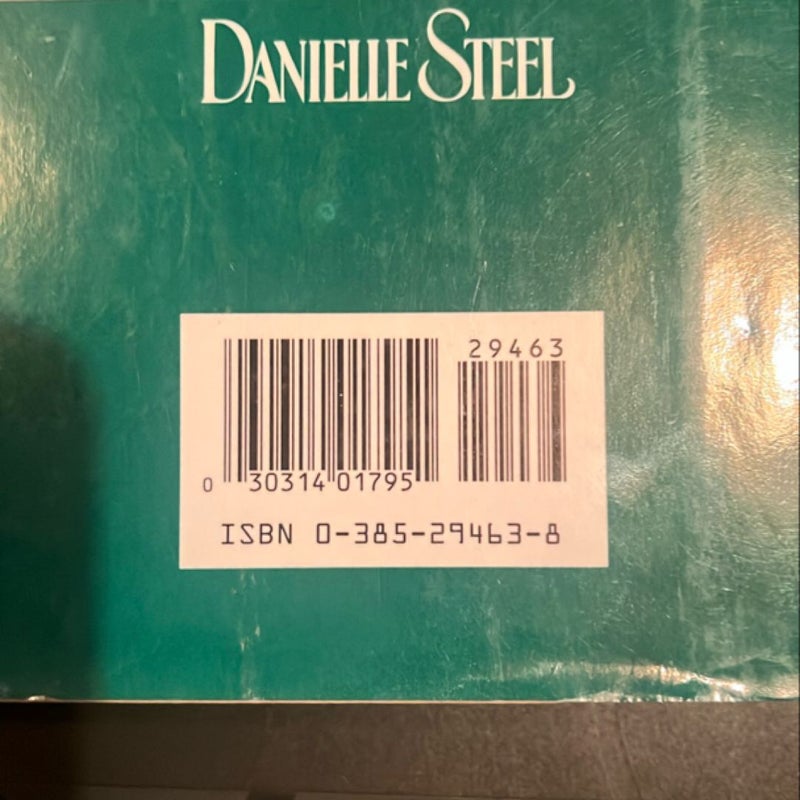 DANIELLE STEEL
29463
0 30314 01795
ISBN 0-385-29463-8